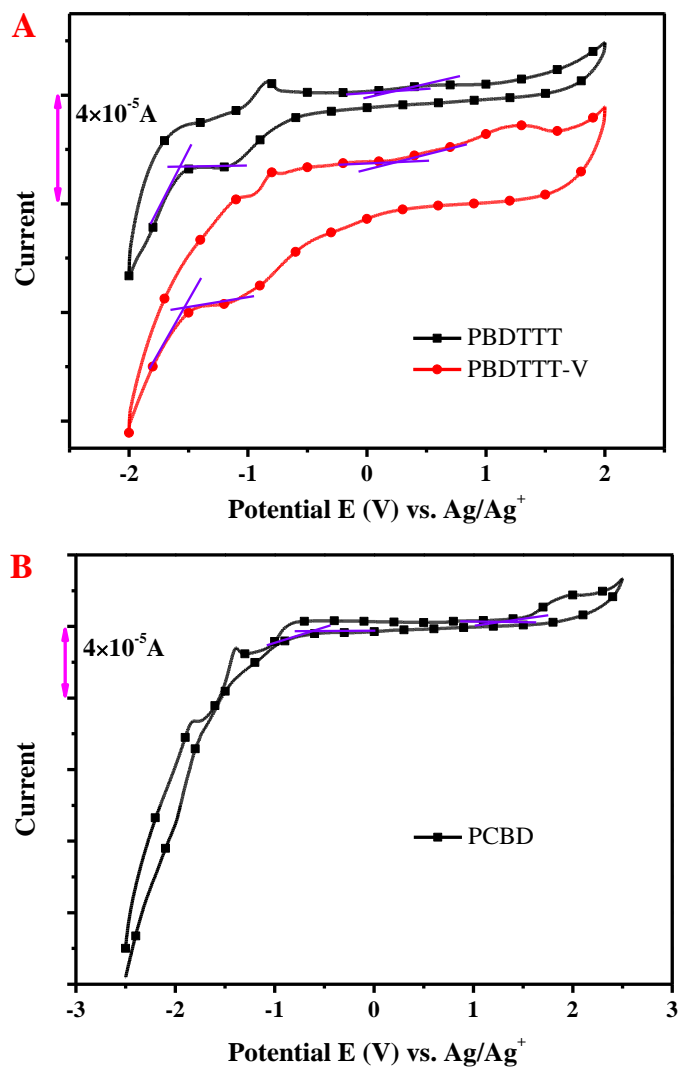 A
4×10⁻⁵A
Current
PBDTTT
PBDTTT-V
-2 -1 0 1 2
Potential E (V) vs. Ag/Ag⁺
B
4×10⁻⁵A
Current
PCBD
-3 -2 -1 0 1 2 3
Potential E (V) vs. Ag/Ag⁺